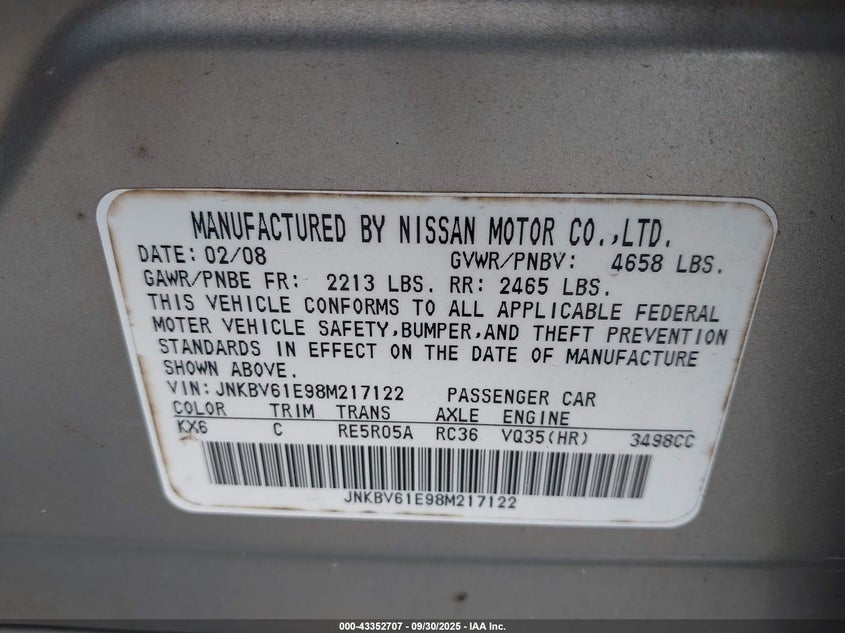 MANUFACTURED BY NISSAN MOTOR CO.,LTD.
DATE: 02/08 GVWR/PNBV: 4658 LBS.
GAWR/PNBE FR: 2213 LBS. RR: 2465 LBS.
THIS VEHICLE CONFORMS TO ALL APPLICABLE FEDERAL
MOTER VEHICLE SAFETY,BUMPER,AND THEFT PREVENTION
STANDARDS IN EFFECT ON THE DATE OF MANUFACTURE
SHOWN ABOVE.
VIN: JNKBV61E98M217122 PASSENGER CAR
COLOR TRIM TRANS AXLE ENGINE
KX6 C RE5R05A RC36 VQ35(HR) 3498CC
JNKBV61E98M217122
000-43352707 - 09/30/2025 - IAA Inc.